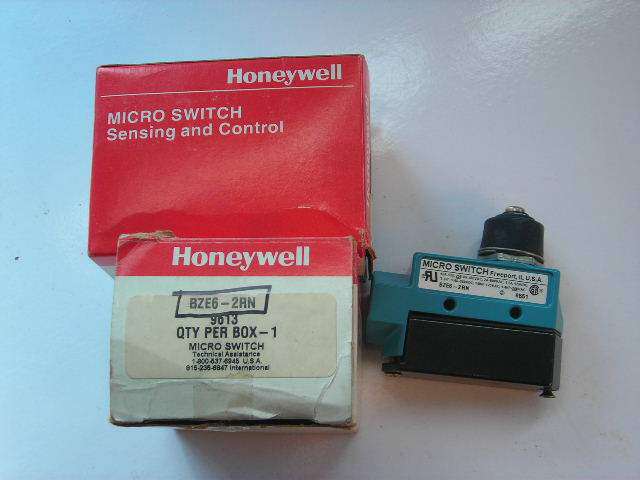 Honeywell
MICRO SWITCH
Sensing and Control
Honeywell
BZE6-2RN
9613
QTY PER BOX-1
MICRO SWITCH
Technical Assistance
1-800-537-6945 U.S.A.
815-235-6847 International
MICRO SWITCH Freeport, IL U.S.A.
BZE6-2RN